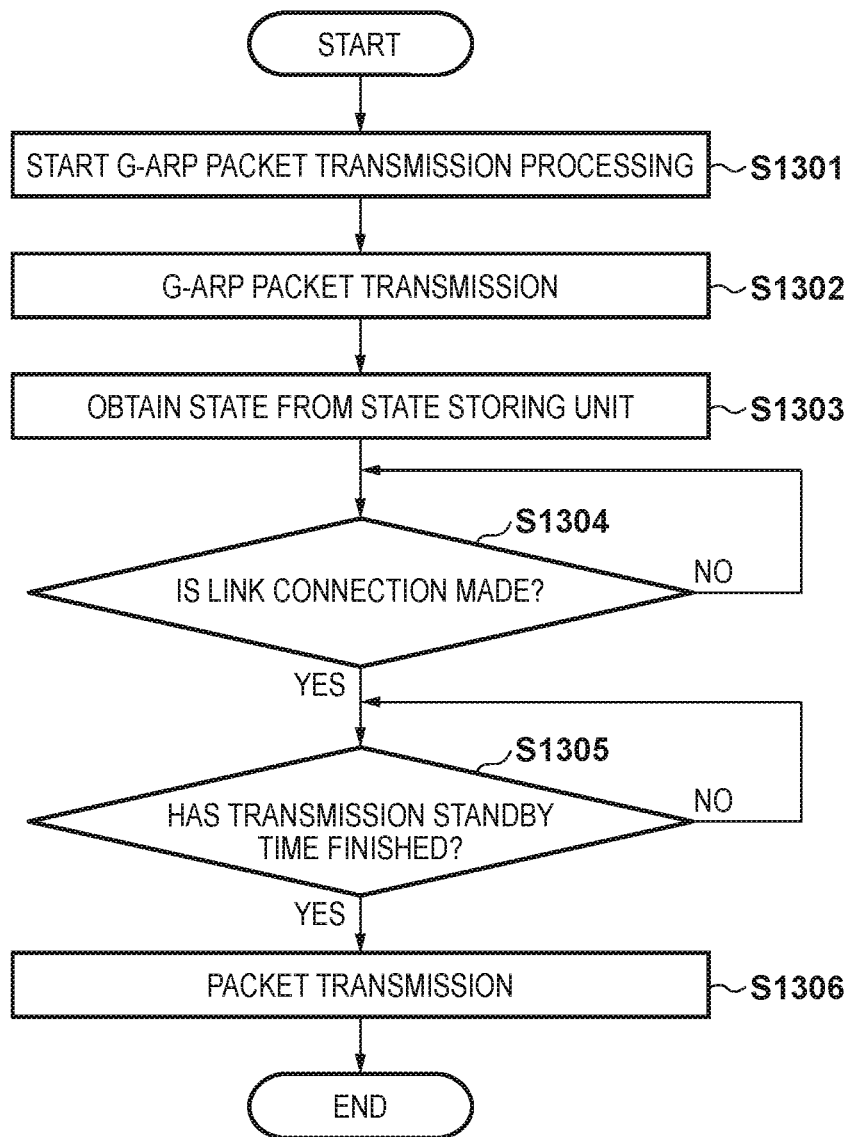 START
START G-ARP PACKET TRANSMISSION PROCESSING
S1301
G-ARP PACKET TRANSMISSION
S1302
OBTAIN STATE FROM STATE STORING UNIT
S1303
S1304
IS LINK CONNECTION MADE?
NO
YES
S1305
HAS TRANSMISSION STANDBY
TIME FINISHED?
NO
YES
PACKET TRANSMISSION
S1306
END